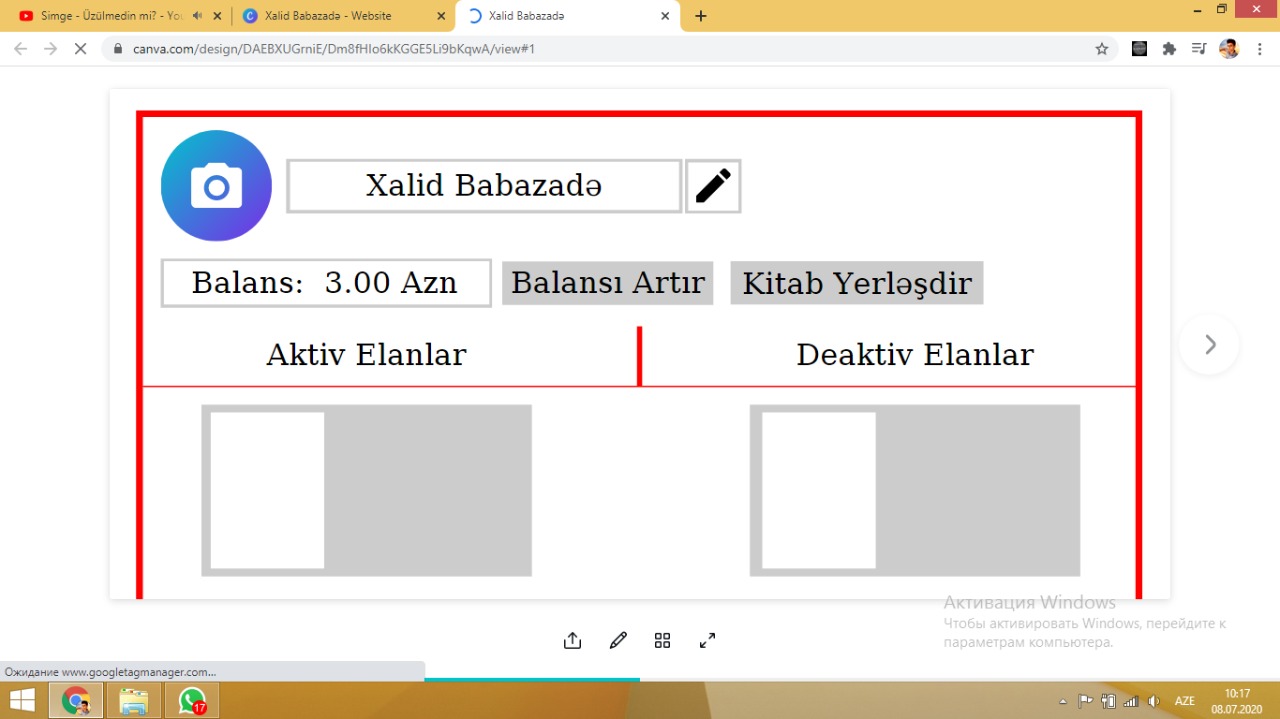 Simge - Üzülmedin mi? - You
Xalid Babazadə - Website
Xalid Babazadə
canva.com/design/DAEBXUGrniE/Dm8fHIo6kKGGE5Li9bKqwA/view#1
Xalid Babazadə
Balans: 3.00 Azn
Balansı Artır
Kitab Yerləşdir
Aktiv Elanlar
Deaktiv Elanlar
Активация Windows
Чтобы активировать Windows, перейдите к
параметрам компьютера.
Ожидание www.googletagmanager.com...
17
AZE
10:17
08.07.2020